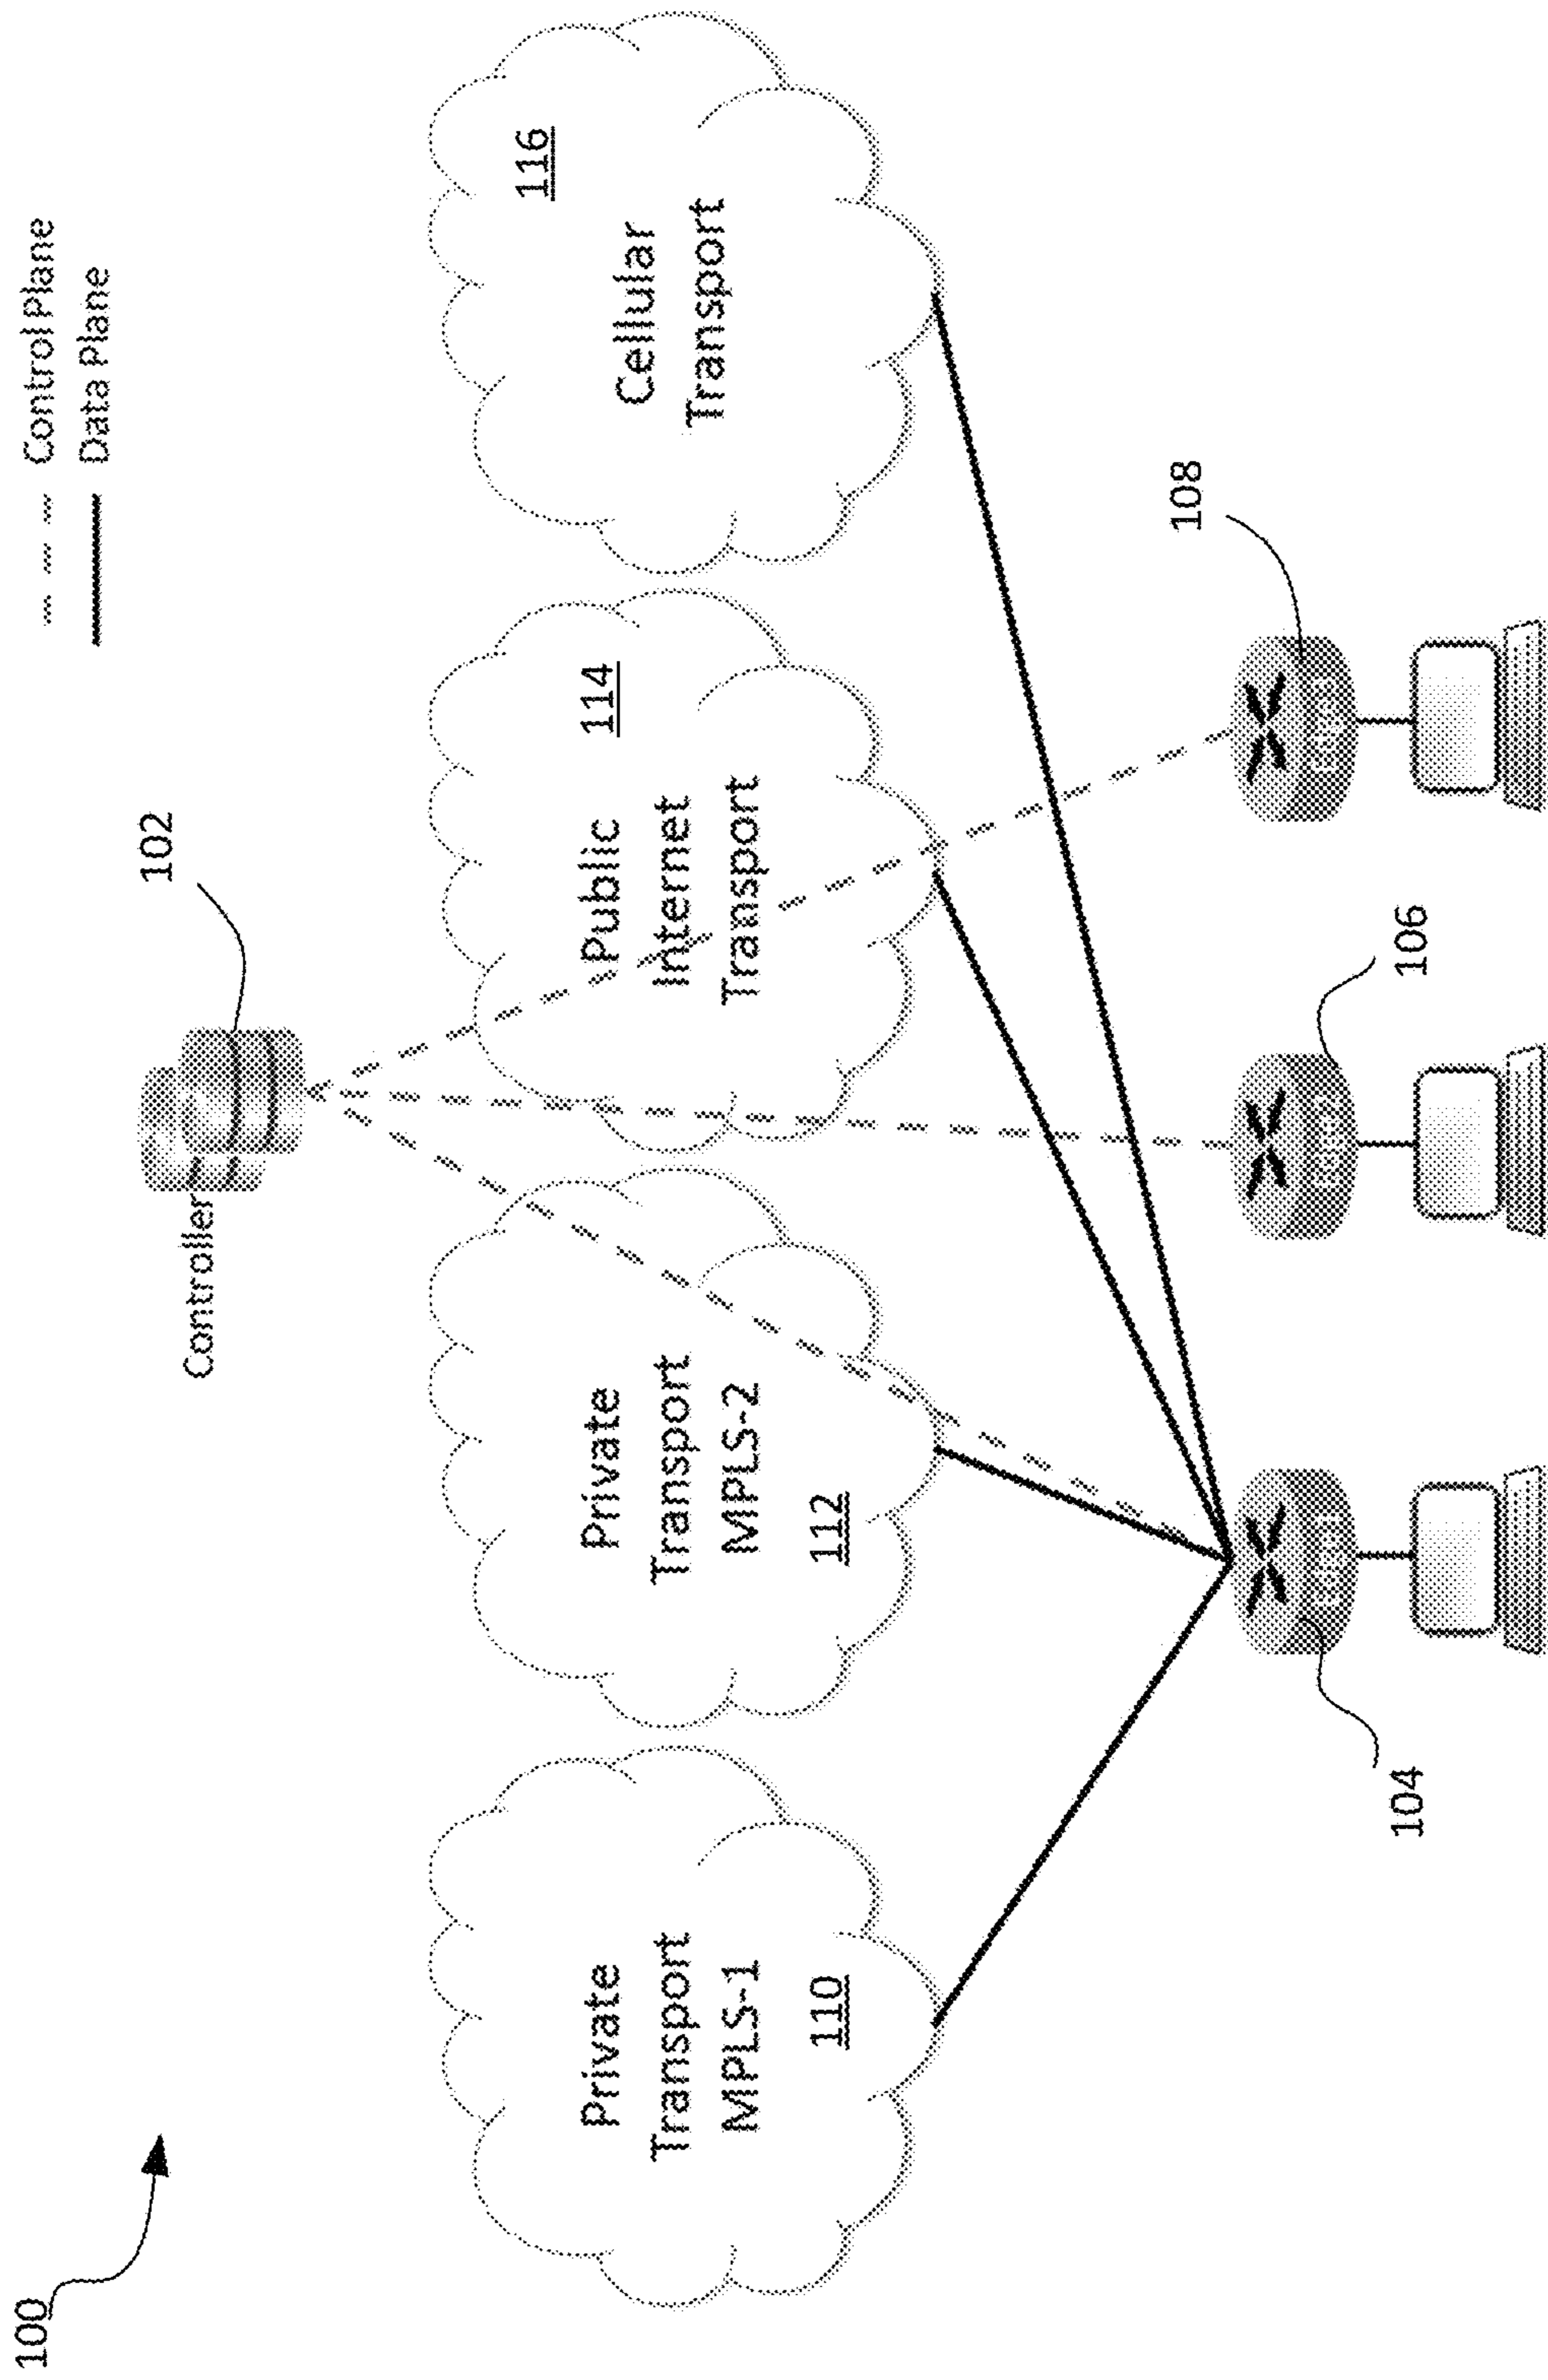 100
Control Plane
Data Plane
Controller
102
Private
Transport
MPLS-1
110
Private
Transport
MPLS-2
112
Public
Internet
Transport
114
Cellular
Transport
116
104
106
108